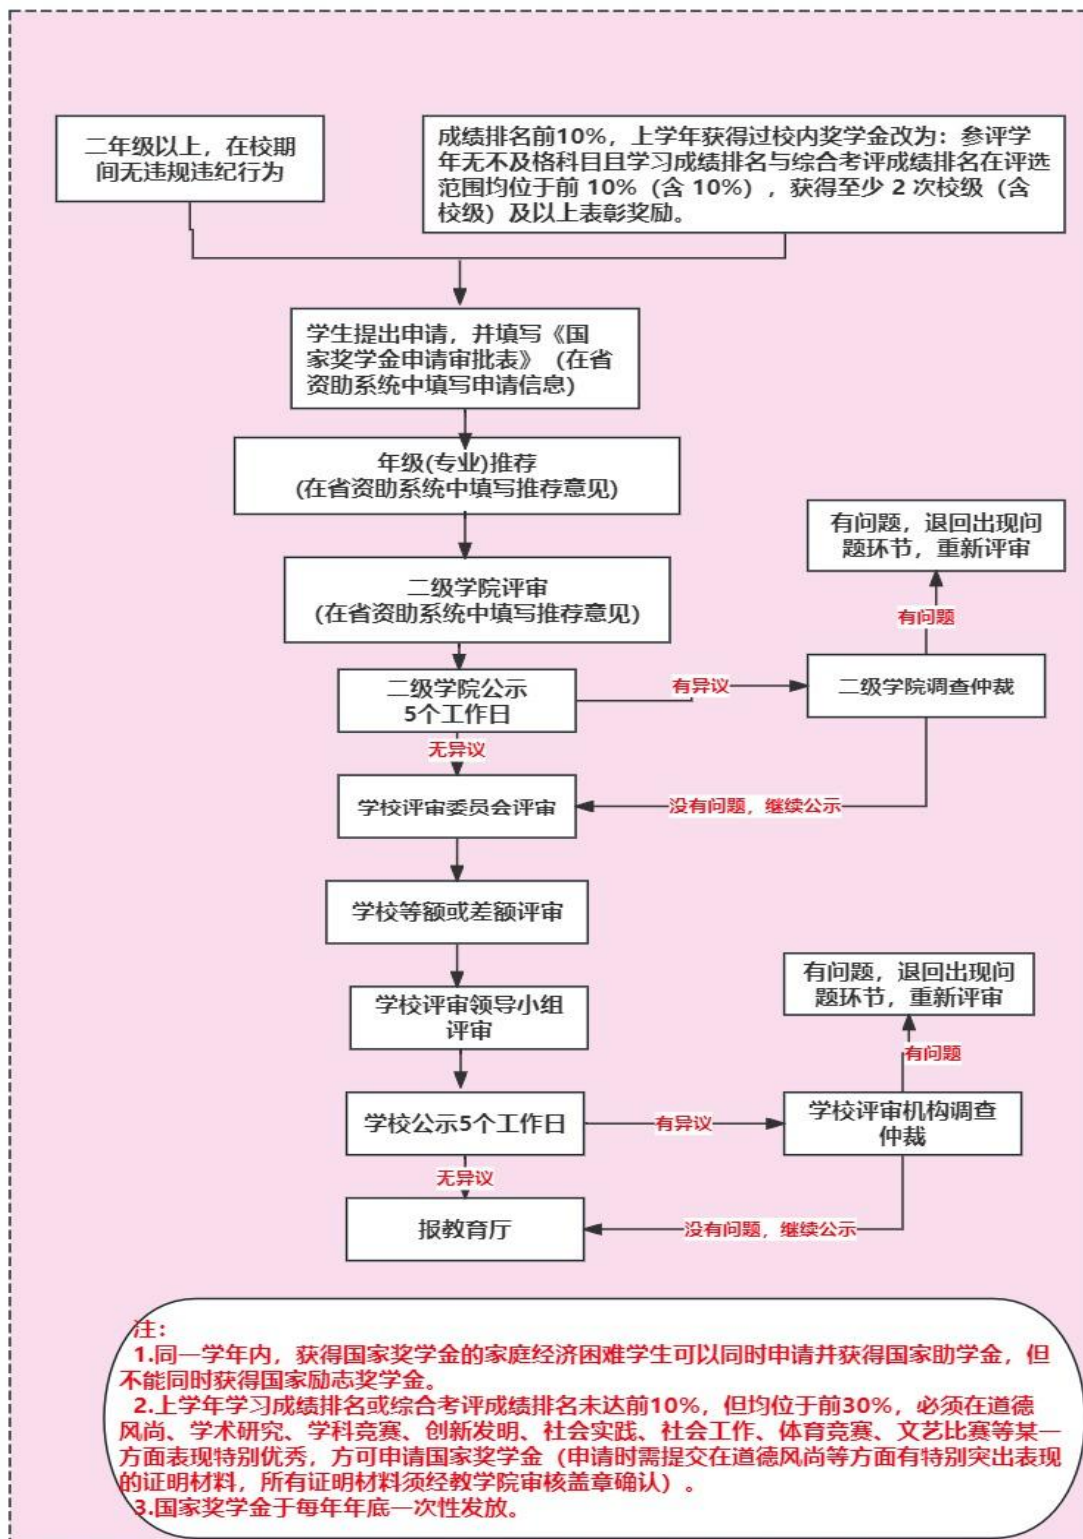 二年级以上，在校期
间无违规违纪行为
成绩排名前10%，上学年获得过校内奖学金改为：参评学
年无不及格科目且学习成绩排名与综合考评成绩排名在评选
范围均位于前 10%（含 10%），获得至少 2 次校级（含
校级）及以上表彰奖励。
学生提出申请，并填写《国
家奖学金申请审批表》（在省
资助系统中填写申请信息）
年级(专业)推荐
(在省资助系统中填写推荐意见)
二级学院评审
(在省资助系统中填写推荐意见)
有问题，退回出现问
题环节，重新评审
有问题
二级学院公示
5个工作日
有异议
二级学院调查仲裁
无异议
学校评审委员会评审
没有问题，继续公示
学校等额或差额评审
学校评审领导小组
评审
有问题，退回出现问
题环节，重新评审
有问题
学校公示5个工作日
有异议
学校评审机构调查
仲裁
无异议
报教育厅
没有问题，继续公示
注：
1.同一学年内，获得国家奖学金的家庭经济困难学生可以同时申请并获得国家助学金，但
不能同时获得国家励志奖学金。
2.上学年学习成绩排名或综合考评成绩排名未达前10%，但均位于前30%，必须在道德
风尚、学术研究、学科竞赛、创新发明、社会实践、社会工作、体育竞赛、文艺比赛等某一
方面表现特别优秀，方可申请国家奖学金（申请时需提交在道德风尚等方面有特别突出表现
的证明材料，所有证明材料须经教学院审核盖章确认）。
3.国家奖学金于每年年底一次性发放。